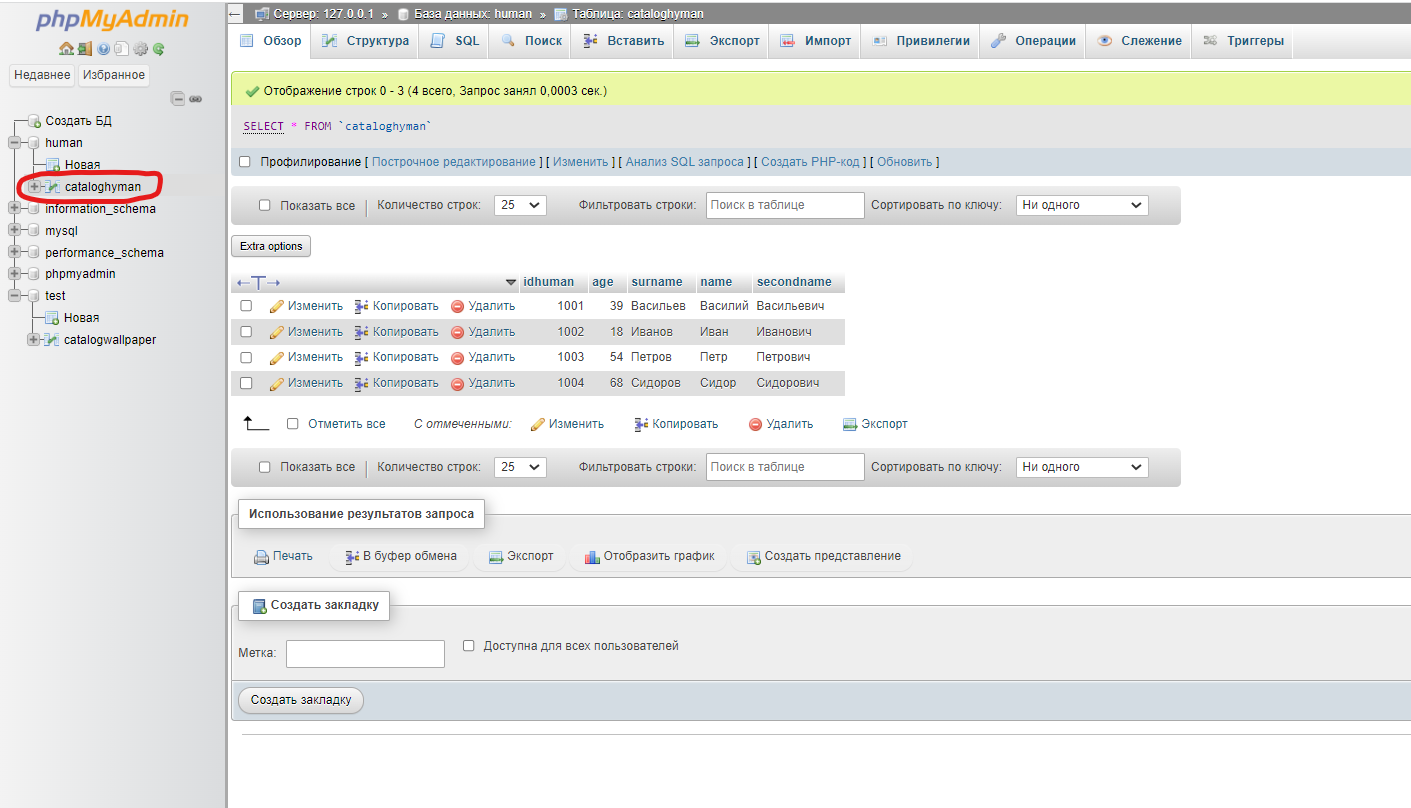 phpMyAdmin
Недавнее Избранное
Создать БД
human
Новая
cataloghyman
information_schema
mysql
performance_schema
phpmyadmin
test
Новая
catalogwallpaper
Сервер: 127.0.0.1 » База данных: human » Таблица: cataloghyman
Обзор Структура SQL Поиск Вставить Экспорт Импорт Привилегии Операции Слежение Триггеры
Отображение строк 0 - 3 (4 всего, Запрос занял 0,0003 сек.)
SELECT * FROM `cataloghyman`
Профилирование [ Построчное редактирование ] [ Изменить ] [ Анализ SQL запроса ] [ Создать PHP-код ] [ Обновить ]
Показать все | Количество строк: 25 Фильтровать строки: Поиск в таблице Сортировать по ключу: Ни одного
Extra options
←T→ idhuman age surname name secondname
Изменить Копировать Удалить 1001 39 Васильев Василий Васильевич
Изменить Копировать Удалить 1002 18 Иванов Иван Иванович
Изменить Копировать Удалить 1003 54 Петров Петр Петрович
Изменить Копировать Удалить 1004 68 Сидоров Сидор Сидорович
Отметить все С отмеченными: Изменить Копировать Удалить Экспорт
Показать все | Количество строк: 25 Фильтровать строки: Поиск в таблице Сортировать по ключу: Ни одного
Использование результатов запроса
Печать В буфер обмена Экспорт Отобразить график Создать представление
Создать закладку
Метка: Доступна для всех пользователей
Создать закладку